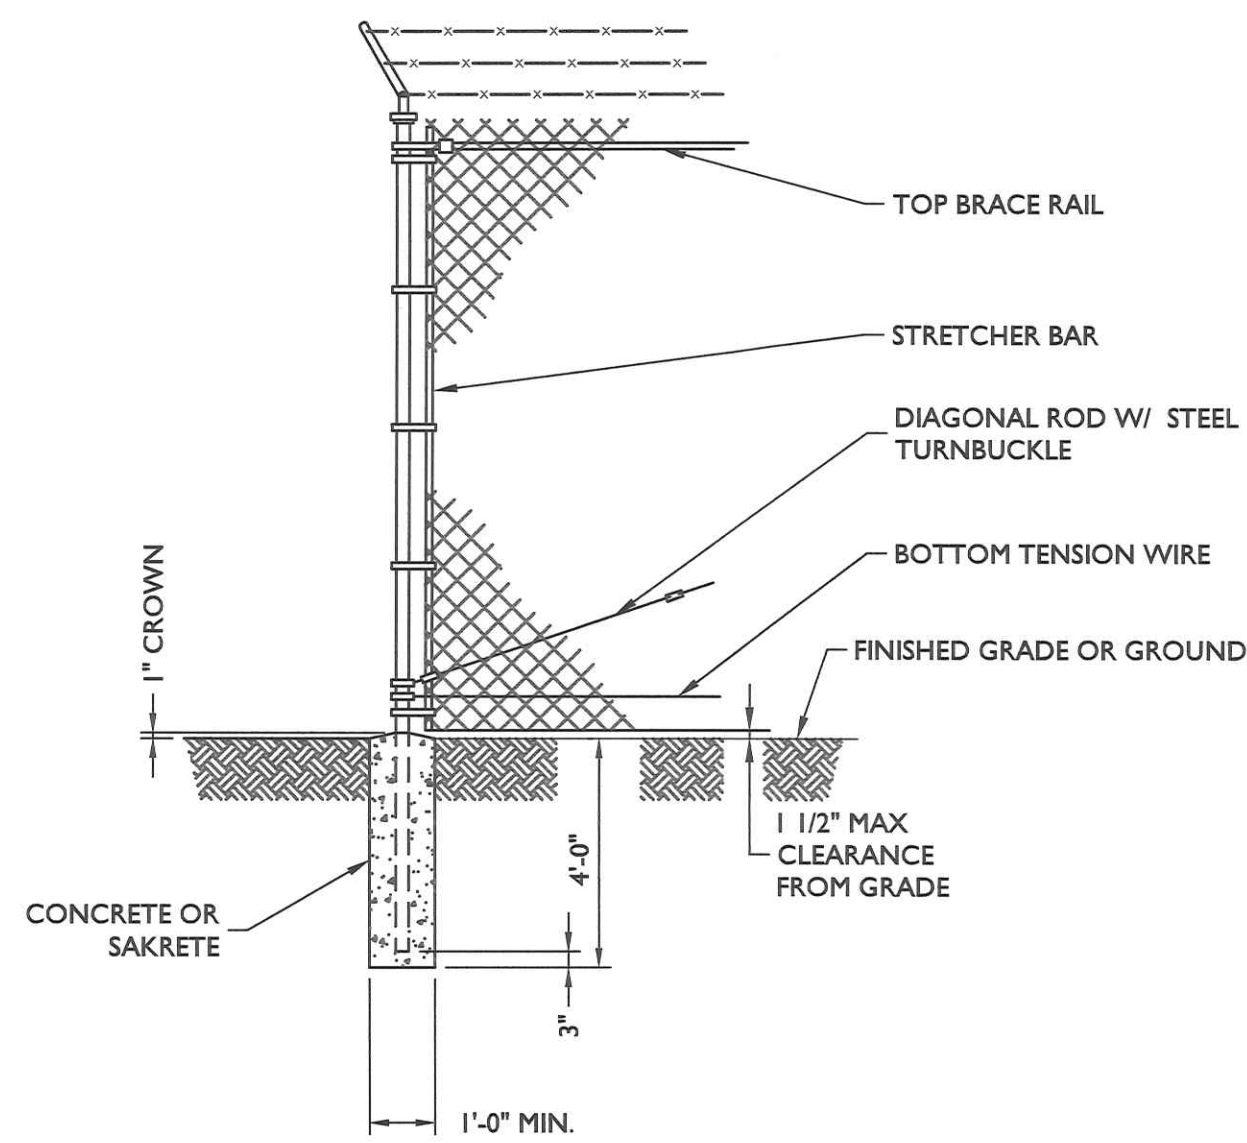 TOP BRACE RAIL
STRETCHER BAR
DIAGONAL ROD W/ STEEL
TURNBUCKLE
BOTTOM TENSION WIRE
1" CROWN
FINISHED GRADE OR GROUND
1 1/2" MAX
CLEARANCE
FROM GRADE
4'-0"
CONCRETE OR
SAKRETE
3"
1'-0" MIN.